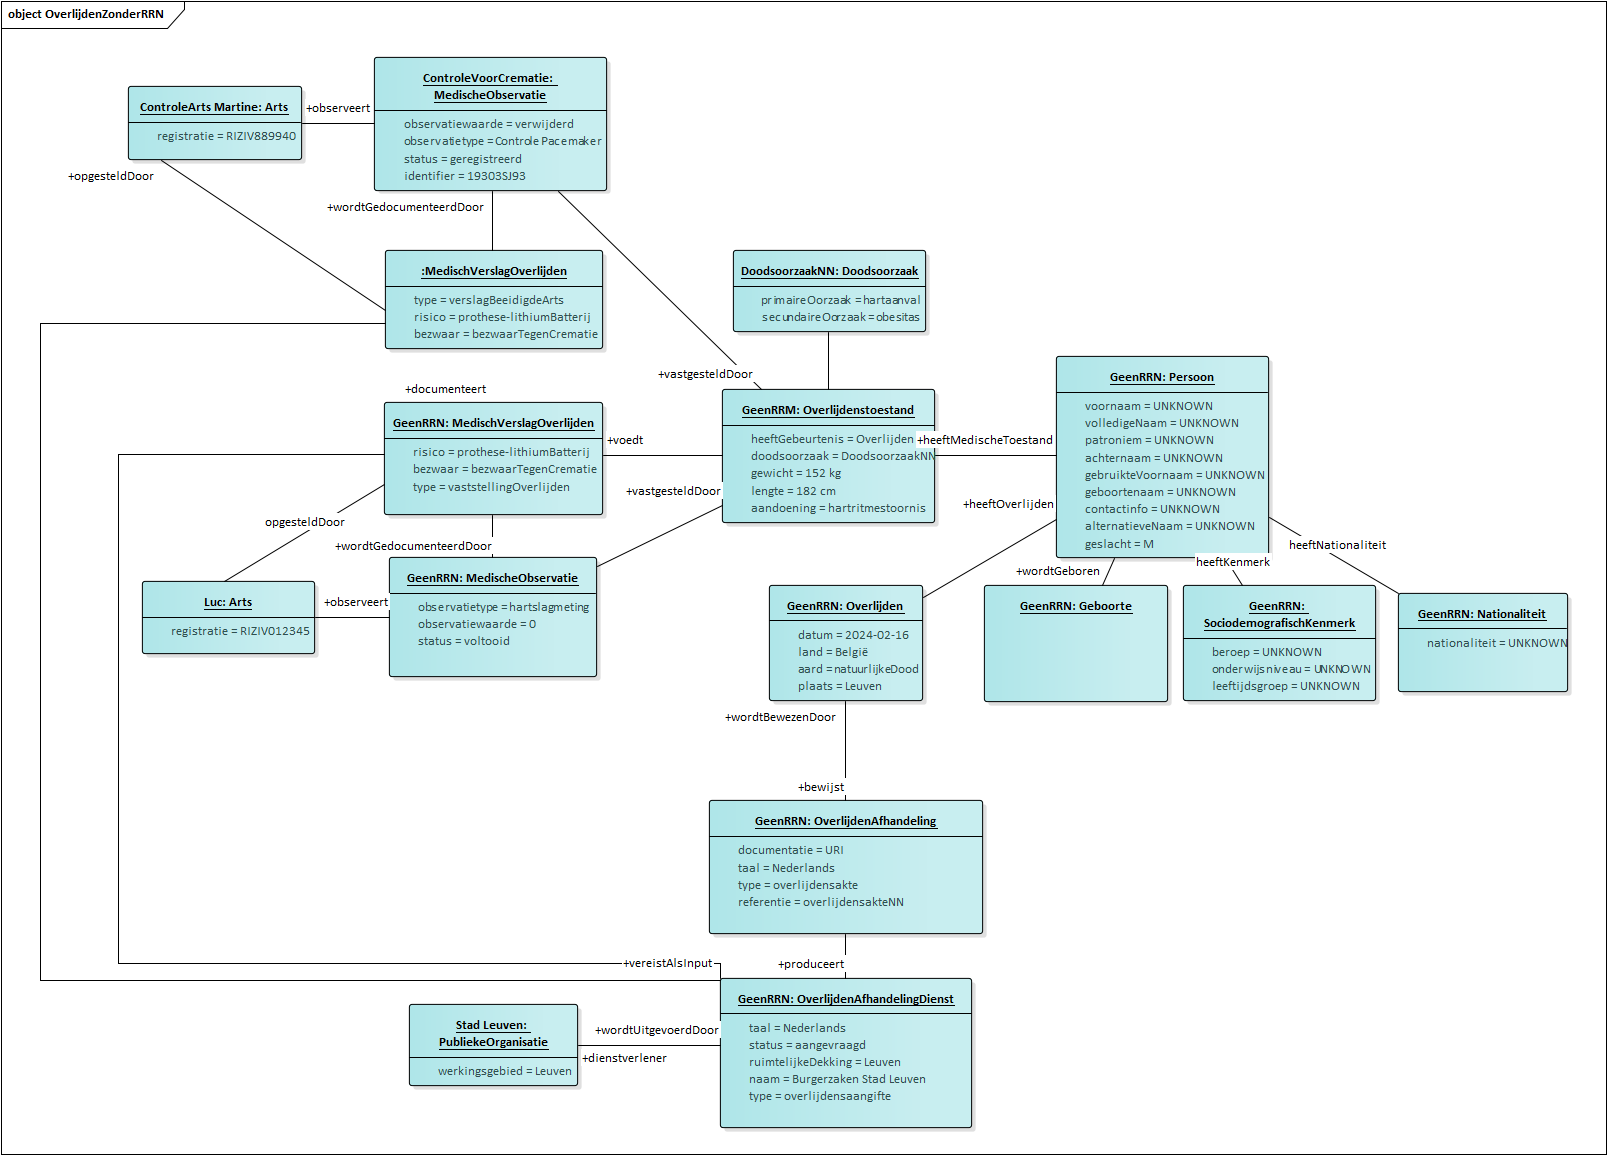 object OverlijdenZonderRRN
ControleVoorCrematie:
MedischeObservatie
observatiewaarde = verwijderd
observatietype = Controle Pacemaker
status = geregistreerd
identifier = 19303SJ93
ControleArts Martine: Arts
registratie = RIZIV889940
+observeert
+opgesteldDoor
+wordtGedocumenteerdDoor
:MedischVerslagOverlijden
type = verslagBeeidigdeArts
risico = prothese-lithiumBatterij
bezwaar = bezwaarTegenCrematie
DoodsoorzaakNN: Doodsoorzaak
primaireOorzaak = hartaanval
secundaireOorzaak = obesitas
+vastgesteldDoor
+documenteert
GeenRRN: MedischVerslagOverlijden
risico = prothese-lithiumBatterij
bezwaar = bezwaarTegenCrematie
type = vaststellingOverlijden
+voedt
+vastgesteldDoor
GeenRRM: Overlijdenstoestand
heeftGebeurtenis = Overlijden
doodsoorzaak = DoodsoorzaakNN
gewicht = 152 kg
lengte = 182 cm
aandoening = hartritmestoornis
+heeftMedischeToestand
GeenRRN: Persoon
voornaam = UNKNOWN
volledigeNaam = UNKNOWN
patroniem = UNKNOWN
achternaam = UNKNOWN
gebruikteVoornaam = UNKNOWN
geboortenaam = UNKNOWN
contactinfo = UNKNOWN
alternatieveNaam = UNKNOWN
geslacht = M
+heeftOverlijden
+wordtGeboren
heeftKenmerk
heeftNationaliteit
opgesteldDoor
+wordtGedocumenteerdDoor
Luc: Arts
registratie = RIZIV012345
+observeert
GeenRRN: MedischeObservatie
observatietype = hartslagmeting
observatiewaarde = 0
status = voltooid
GeenRRN: Overlijden
datum = 2024-02-16
land = België
aard = natuurlijkeDood
plaats = Leuven
GeenRRN: Geboorte
GeenRRN:
SociodemografischKenmerk
beroep = UNKNOWN
onderwijsniveau = UNKNOWN
leeftijdsgroep = UNKNOWN
GeenRRN: Nationaliteit
nationaliteit = UNKNOWN
+wordtBewezenDoor
+bewijst
GeenRRN: OverlijdenAfhandeling
documentatie = URI
taal = Nederlands
type = overlijdensakte
referentie = overlijdensakteNN
+vereistAlsInput
+produceert
GeenRRN: OverlijdenAfhandelingDienst
taal = Nederlands
status = aangevraagd
ruimtelijkeDekking = Leuven
naam = Burgerzaken Stad Leuven
type = overlijdensaangifte
Stad Leuven:
PubliekeOrganisatie
werkingsgebied = Leuven
+wordtUitgevoerdDoor
+dienstverlener